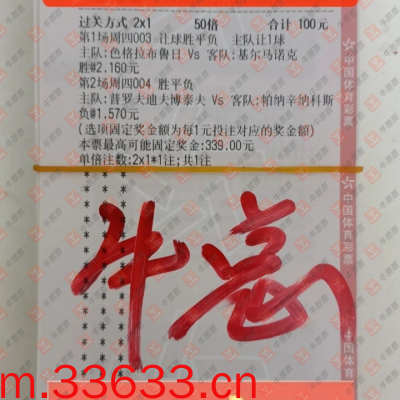 过关方式 2x1 50倍 合计 100元
第1场周四003 让球胜平负 主队让1球
主队:色格拉布鲁日 Vs 客队:基尔马诺克
胜@2.160元
第2场周四004 胜平负
主队:普罗夫迪夫博泰夫 Vs 客队:帕纳辛纳科斯
负@1.570元
(选项固定奖金额为每1元投注对应的奖金额)
本票最高可能固定奖金:339.00元
单倍注数:2x1*1注;共1注
中国体育彩票
中国体育彩票
中国体育
m.33633.cn